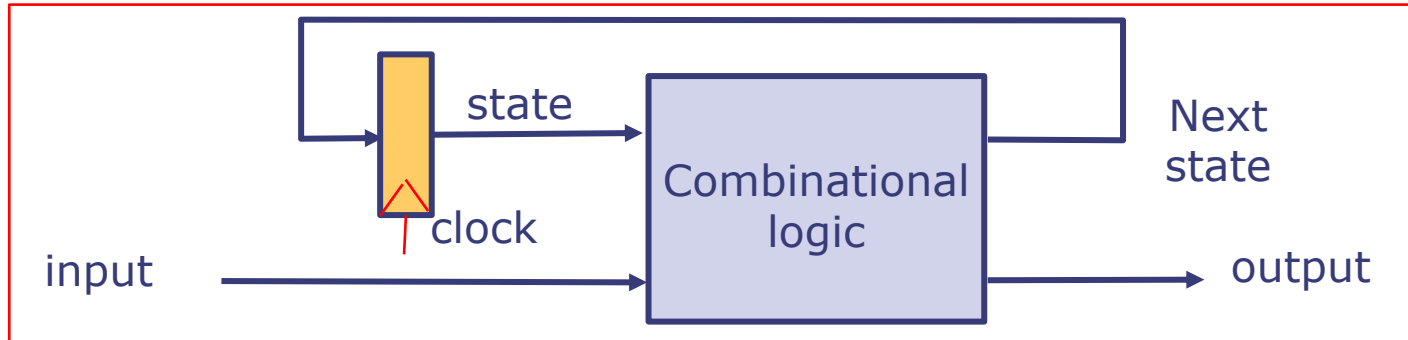 state
Next
state
Combinational
logic
clock
input
output